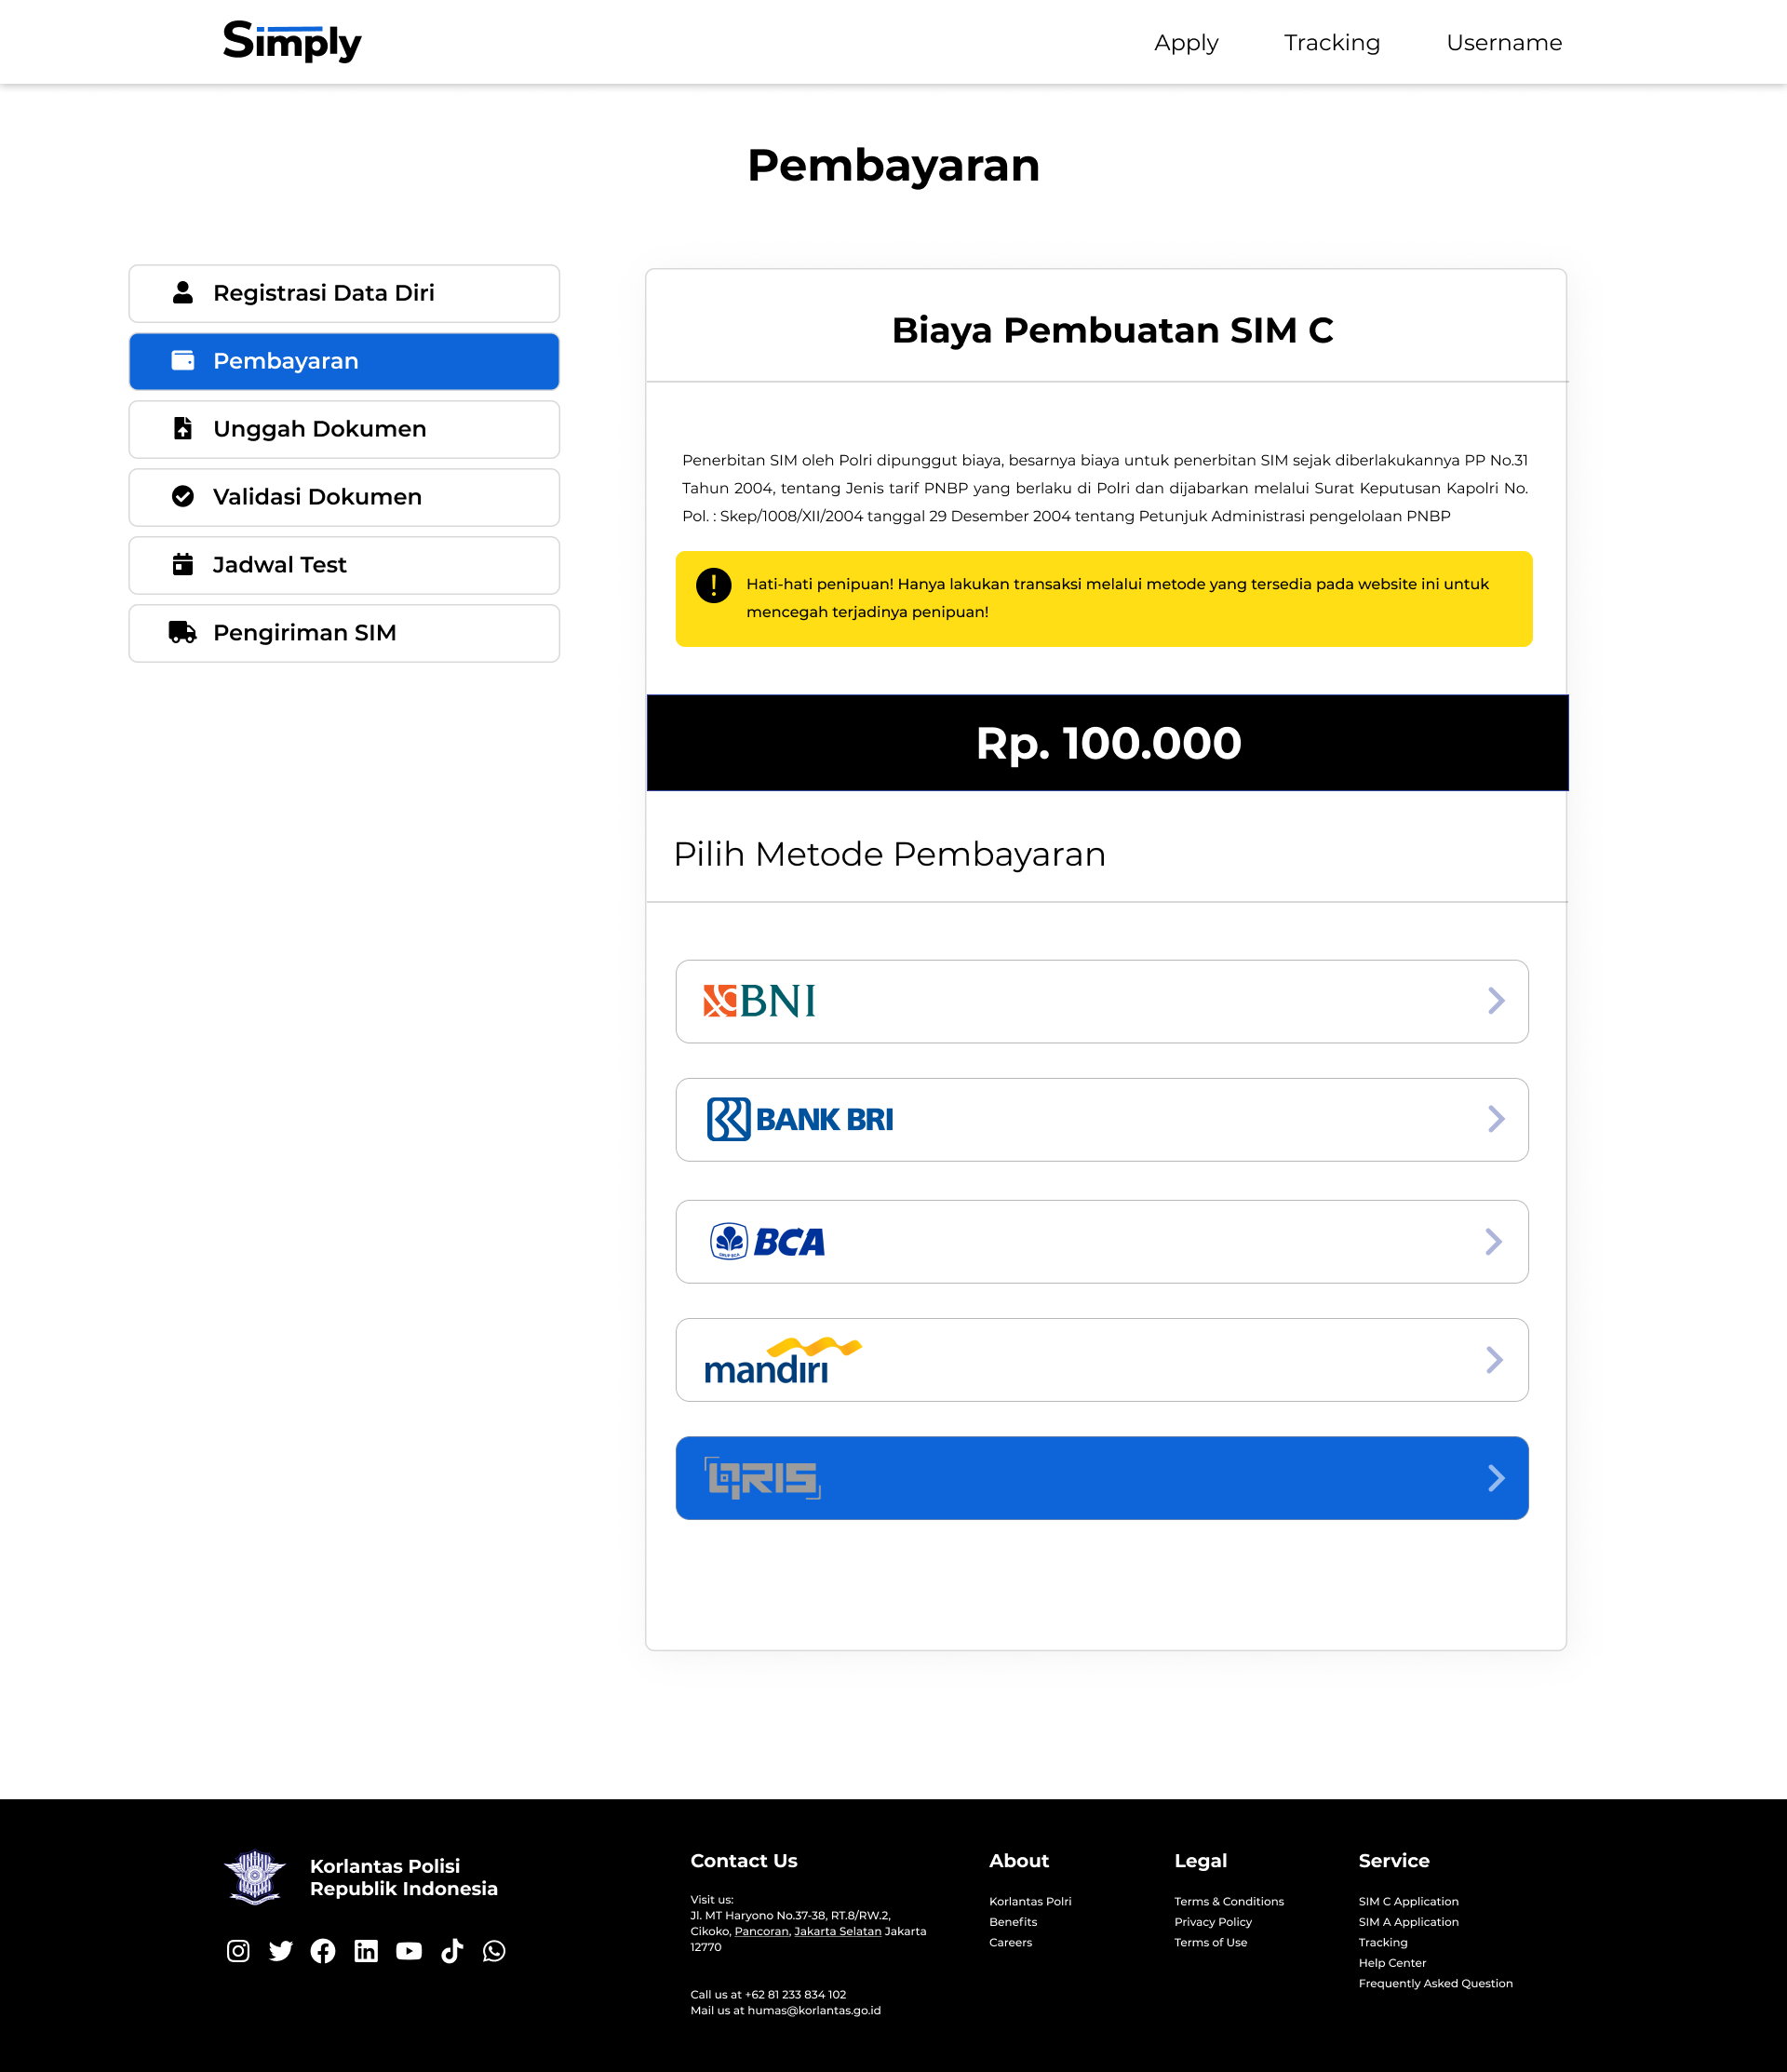 Simply
Apply
Tracking
Username
Pembayaran
Registrasi Data Diri
Pembayaran
Unggah Dokumen
Validasi Dokumen
Jadwal Test
Pengiriman SIM
Biaya Pembuatan SIM C
Penerbitan SIM oleh Polri dipunggut biaya, besarnya biaya untuk penerbitan SIM sejak diberlakukannya PP No.31
Tahun 2004, tentang Jenis tarif PNBP yang berlaku di Polri dan dijabarkan melalui Surat Keputusan Kapolri No.
Pol. : Skep/1008/XII/2004 tanggal 29 Desember 2004 tentang Petunjuk Administrasi pengelolaan PNBP
Hati-hati penipuan! Hanya lakukan transaksi melalui metode yang tersedia pada website ini untuk
mencegah terjadinya penipuan!
Rp. 100.000
Pilih Metode Pembayaran
BNI
BANK BRI
BCA
mandiri
QRIS
Korlantas Polisi
Republik Indonesia
Contact Us
Visit us:
Jl. MT Haryono No.37-38, RT.8/RW.2,
Cikoko, Pancoran, Jakarta Selatan Jakarta
12770
Call us at +62 81 233 834 102
Mail us at humas@korlantas.go.id
About
Korlantas Polri
Benefits
Careers
Legal
Terms & Conditions
Privacy Policy
Terms of Use
Service
SIM C Application
SIM A Application
Tracking
Help Center
Frequently Asked Question